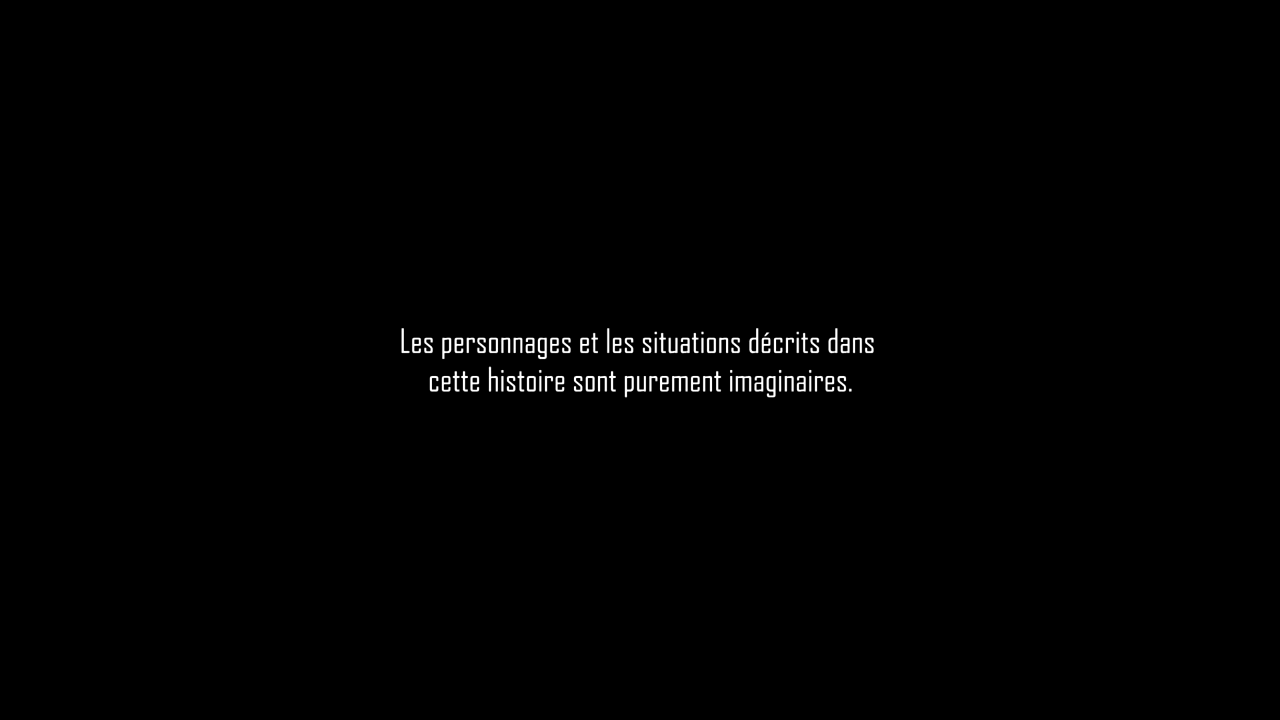 Les personnages et les situations décrits dans
cette histoire sont purement imaginaires.